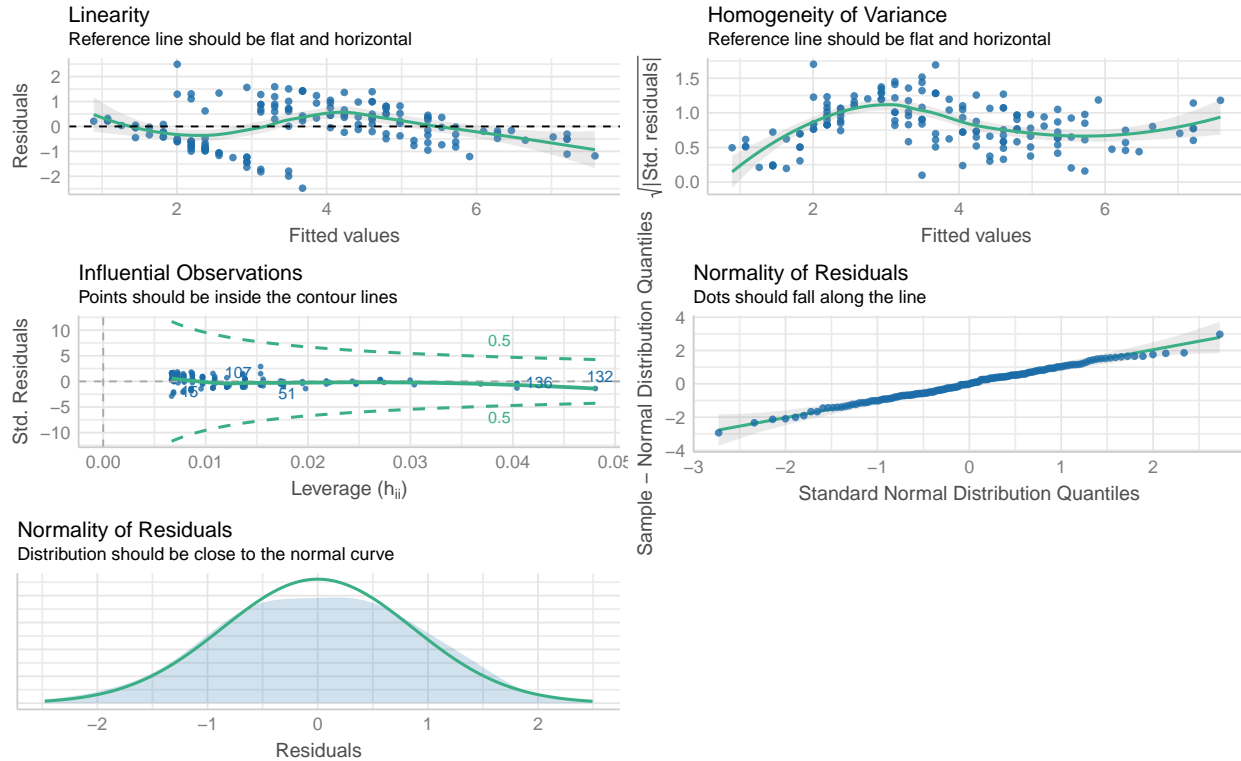 Linearity
Reference line should be flat and horizontal
Residuals
2
1
0
−1
−2
2
4
6
Fitted values
Homogeneity of Variance
Reference line should be flat and horizontal
√|Std. residuals|
1.5
1.0
0.5
0.0
2
4
6
Fitted values
Influential Observations
Points should be inside the contour lines
Std. Residuals
10
5
0
−5
−10
0.5
107
132
136
51
0.5
0.00
0.01
0.02
0.03
0.04
0.05
Leverage (hii)
Normality of Residuals
Dots should fall along the line
Sample − Normal Distribution Quantiles
4
2
0
−2
−4
−3
−2
−1
0
1
2
Standard Normal Distribution Quantiles
Normality of Residuals
Distribution should be close to the normal curve
−2
−1
0
1
2
Residuals